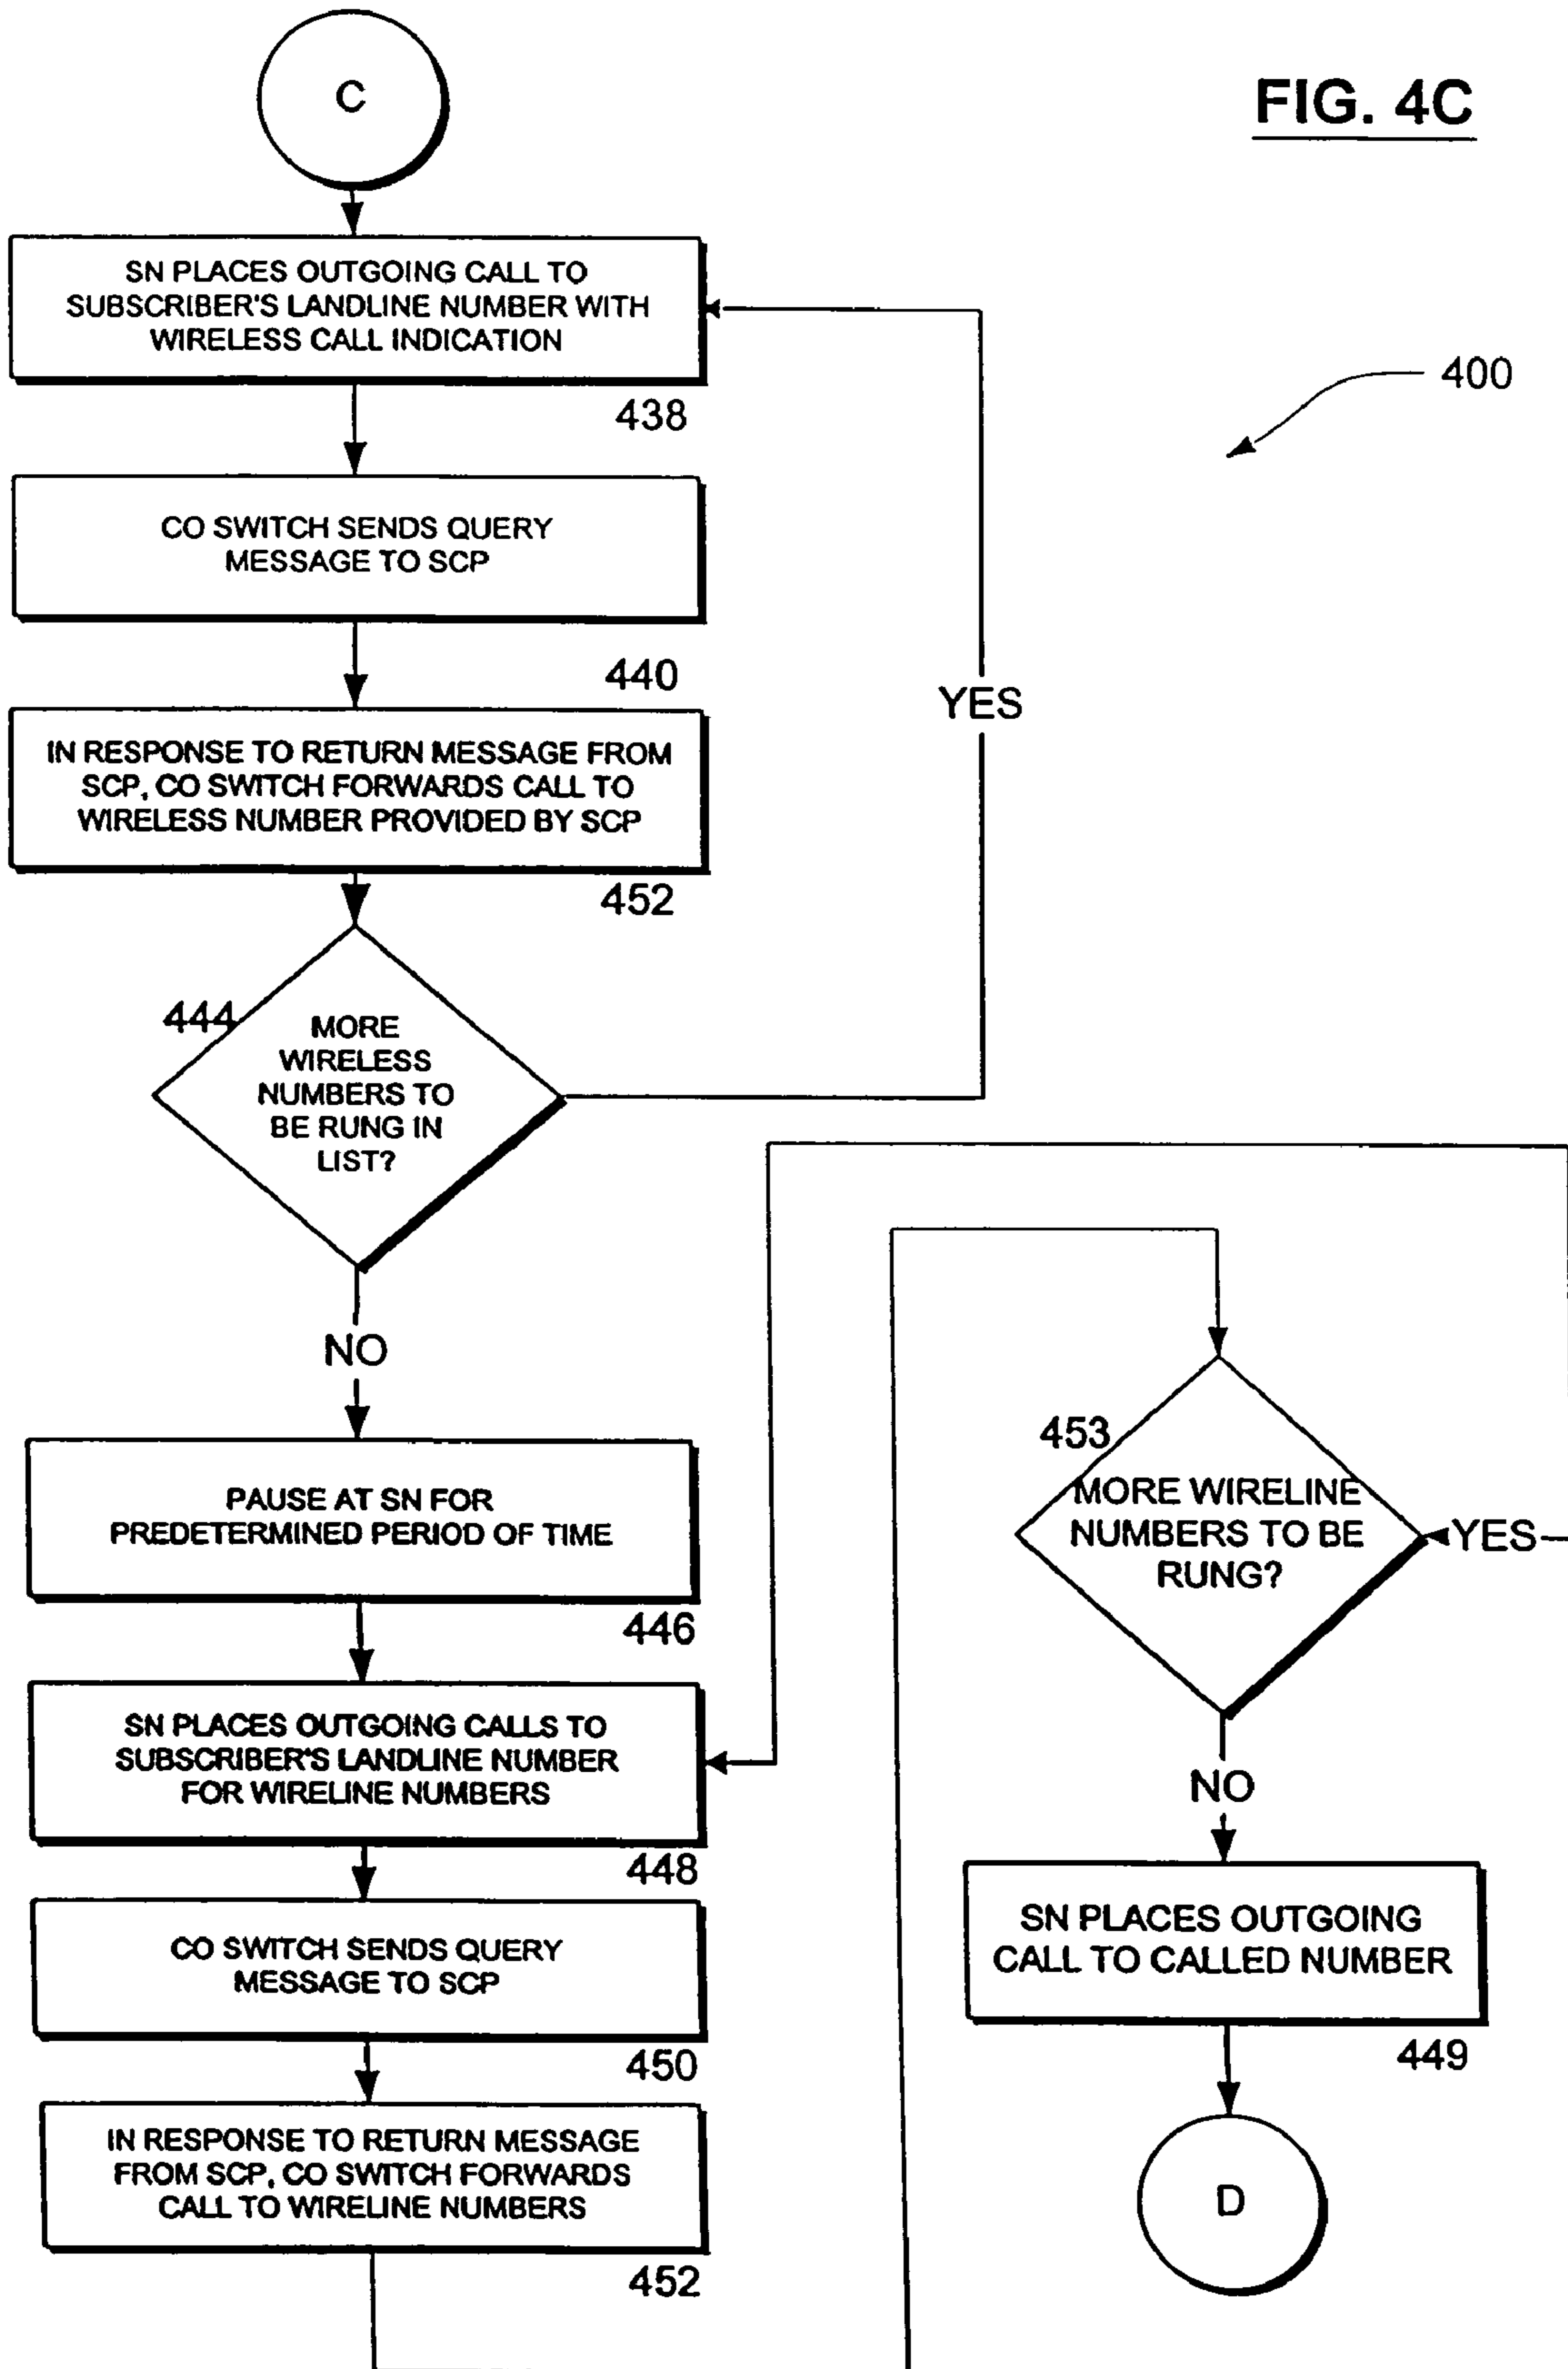 C
FIG. 4C
SN PLACES OUTGOING CALL TO
SUBSCRIBER'S LANDLINE NUMBER WITH
WIRELESS CALL INDICATION
438
400
CO SWITCH SENDS QUERY
MESSAGE TO SCP
440
YES
IN RESPONSE TO RETURN MESSAGE FROM
SCP, CO SWITCH FORWARDS CALL TO
WIRELESS NUMBER PROVIDED BY SCP
452
444
MORE
WIRELESS
NUMBERS TO
BE RUNG IN
LIST?
NO
PAUSE AT SN FOR
PREDETERMINED PERIOD OF TIME
446
SN PLACES OUTGOING CALLS TO
SUBSCRIBER'S LANDLINE NUMBER
FOR WIRELINE NUMBERS
448
CO SWITCH SENDS QUERY
MESSAGE TO SCP
450
IN RESPONSE TO RETURN MESSAGE
FROM SCP, CO SWITCH FORWARDS
CALL TO WIRELINE NUMBERS
452
453
MORE WIRELINE
NUMBERS TO BE
RUNG?
YES
NO
SN PLACES OUTGOING
CALL TO CALLED NUMBER
449
D